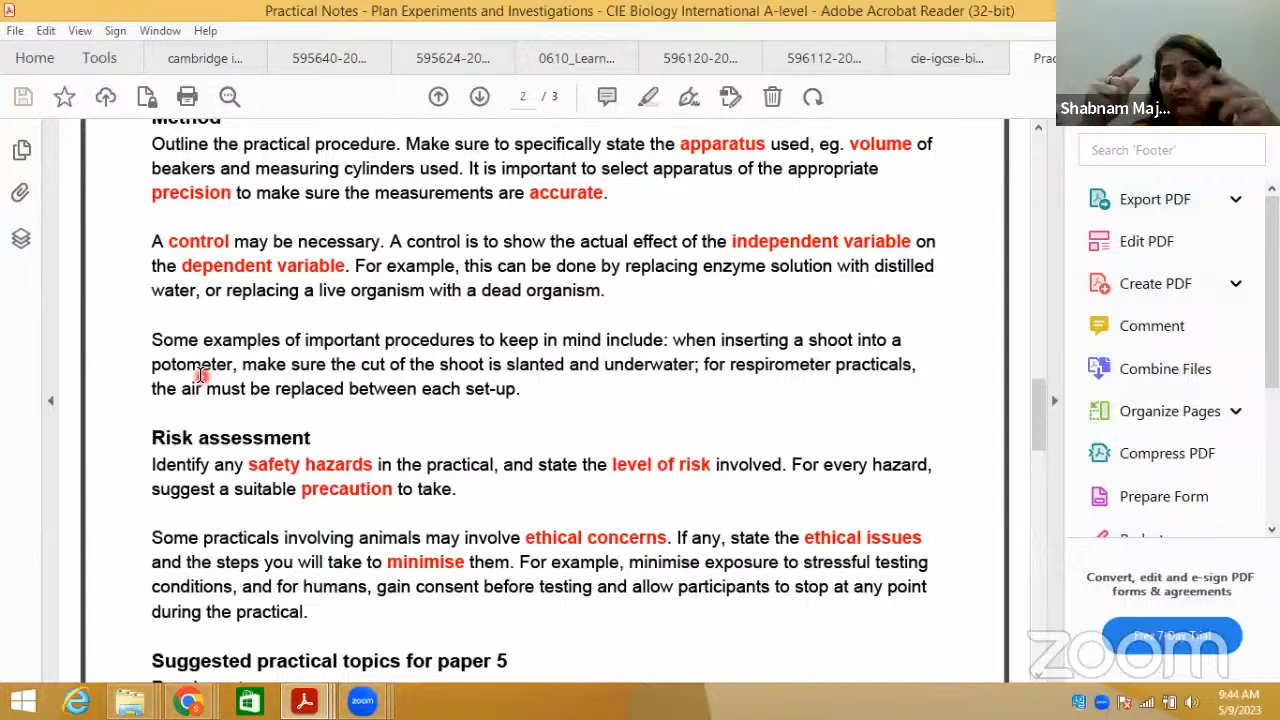 Practical Notes - Plan Experiments and Investigations - CIE Biology International A-level - Adobe Acrobat Reader (32-bit)
File Edit View Sign Window Help
Home Tools cambridge i... 595640-20... 595624-20... 0610_Learn... 596120-20... 596112-20... cie-igcse-bi... Pra
2 / 3
Shabnam Maj...
Method
Outline the practical procedure. Make sure to specifically state the apparatus used, eg. volume of
beakers and measuring cylinders used. It is important to select apparatus of the appropriate
precision to make sure the measurements are accurate.
A control may be necessary. A control is to show the actual effect of the independent variable on
the dependent variable. For example, this can be done by replacing enzyme solution with distilled
water, or replacing a live organism with a dead organism.
Some examples of important procedures to keep in mind include: when inserting a shoot into a
potometer, make sure the cut of the shoot is slanted and underwater; for respirometer practicals,
the air must be replaced between each set-up.
Risk assessment
Identify any safety hazards in the practical, and state the level of risk involved. For every hazard,
suggest a suitable precaution to take.
Some practicals involving animals may involve ethical concerns. If any, state the ethical issues
and the steps you will take to minimise them. For example, minimise exposure to stressful testing
conditions, and for humans, gain consent before testing and allow participants to stop at any point
during the practical.
Suggested practical topics for paper 5
Search 'Footer'
Export PDF
Edit PDF
Create PDF
Comment
Combine Files
Organize Pages
Compress PDF
Prepare Form
Convert, edit and e-sign PDF
forms & agreements
Free 7-Day Trial
zoom
zoom
9:44 AM
5/9/2023